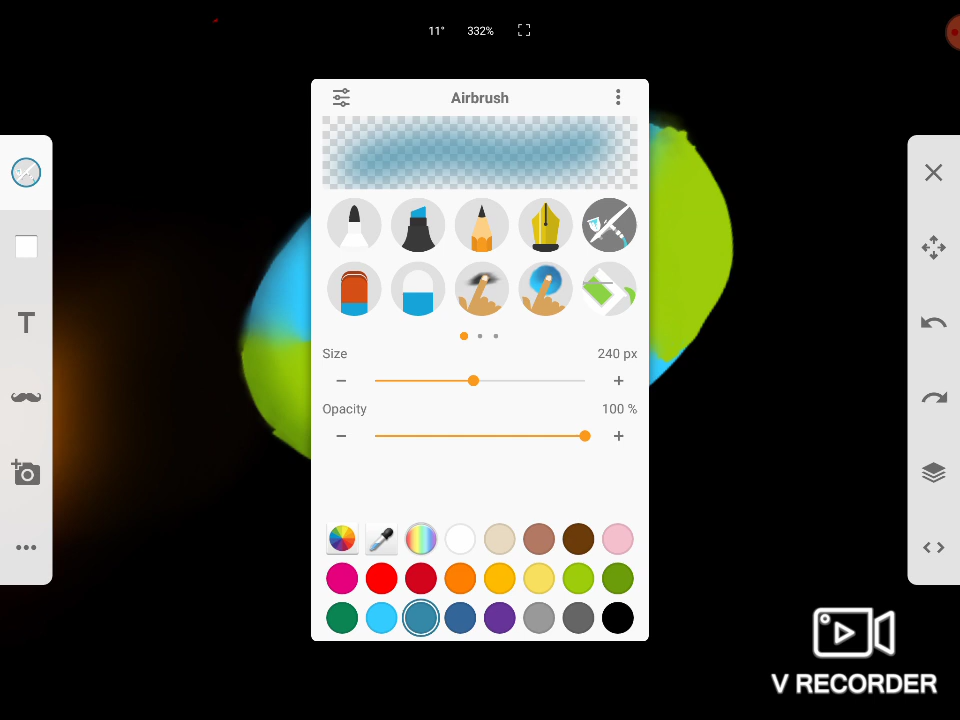 11° 332%
Airbrush
Size 240 px
Opacity 100 %
T
V RECORDER